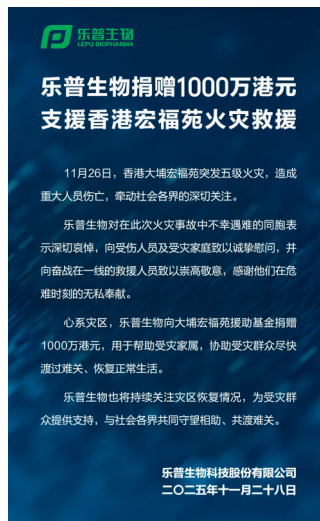 乐普生物
LEPU BIOPHARMA
乐普生物捐赠1000万港元
支援香港宏福苑火灾救援
11月26日，香港大埔宏福苑突发五级火灾，造成
重大人员伤亡，牵动社会各界的深切关注。
乐普生物对在此次火灾事故中不幸遇难的同胞表
示深切哀悼，向受伤人员及受灾家庭致以诚挚慰问，并
向奋战在一线的救援人员致以崇高敬意，感谢他们在危
难时刻的无私奉献。
心系灾区，乐普生物向大埔宏福苑援助基金捐赠
1000万港元，用于帮助受灾家属，协助受灾群众尽快
渡过难关、恢复正常生活。
乐普生物也将持续关注灾区恢复情况，为受灾群
众提供支持，与社会各界共同守望相助、共渡难关。
乐普生物科技股份有限公司
二〇二五年十一月二十八日